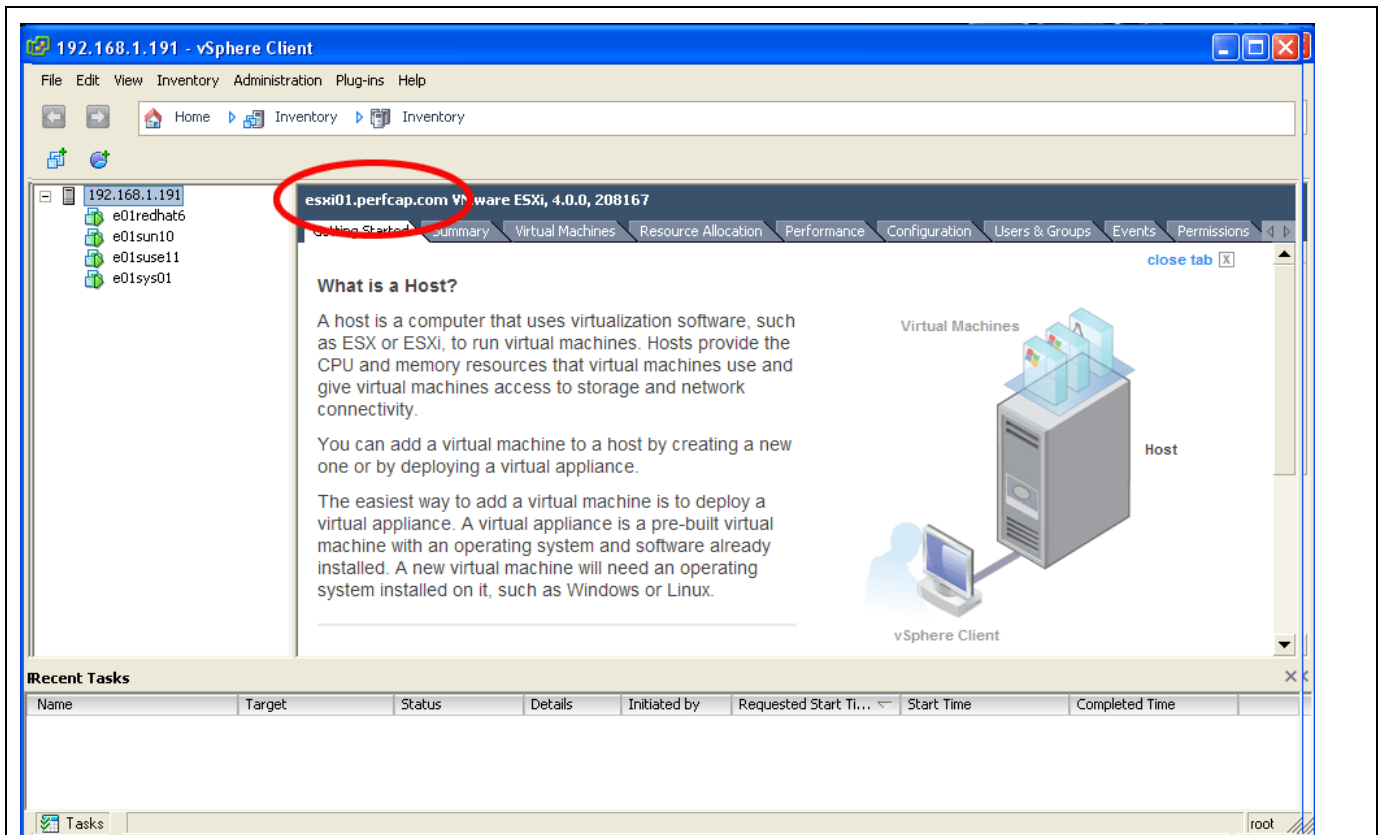 192.168.1.191 - vSphere Client
File Edit View Inventory Administration Plug-ins Help
Home Inventory Inventory
192.168.1.191
e01redhat6
e01sun10
e01suse11
e01sys01
esxi01.perfcap.com VMware ESXi, 4.0.0, 208167
Getting Started Summary Virtual Machines Resource Allocation Performance Configuration Users & Groups Events Permissions
close tab X
What is a Host?
A host is a computer that uses virtualization software, such
as ESX or ESXi, to run virtual machines. Hosts provide the
CPU and memory resources that virtual machines use and
give virtual machines access to storage and network
connectivity.
You can add a virtual machine to a host by creating a new
one or by deploying a virtual appliance.
The easiest way to add a virtual machine is to deploy a
virtual appliance. A virtual appliance is a pre-built virtual
machine with an operating system and software already
installed. A new virtual machine will need an operating
system installed on it, such as Windows or Linux.
Virtual Machines
Host
vSphere Client
Recent Tasks
Name Target Status Details Initiated by Requested Start Ti... Start Time Completed Time
Tasks
root